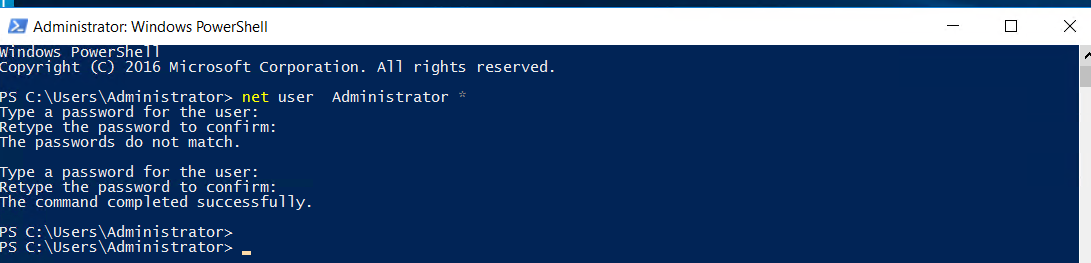 Administrator: Windows PowerShell
Windows PowerShell
Copyright (C) 2016 Microsoft Corporation. All rights reserved.
PS C:\Users\Administrator> net user  Administrator *
Type a password for the user:
Retype the password to confirm:
The passwords do not match.
Type a password for the user:
Retype the password to confirm:
The command completed successfully.
PS C:\Users\Administrator>
PS C:\Users\Administrator>